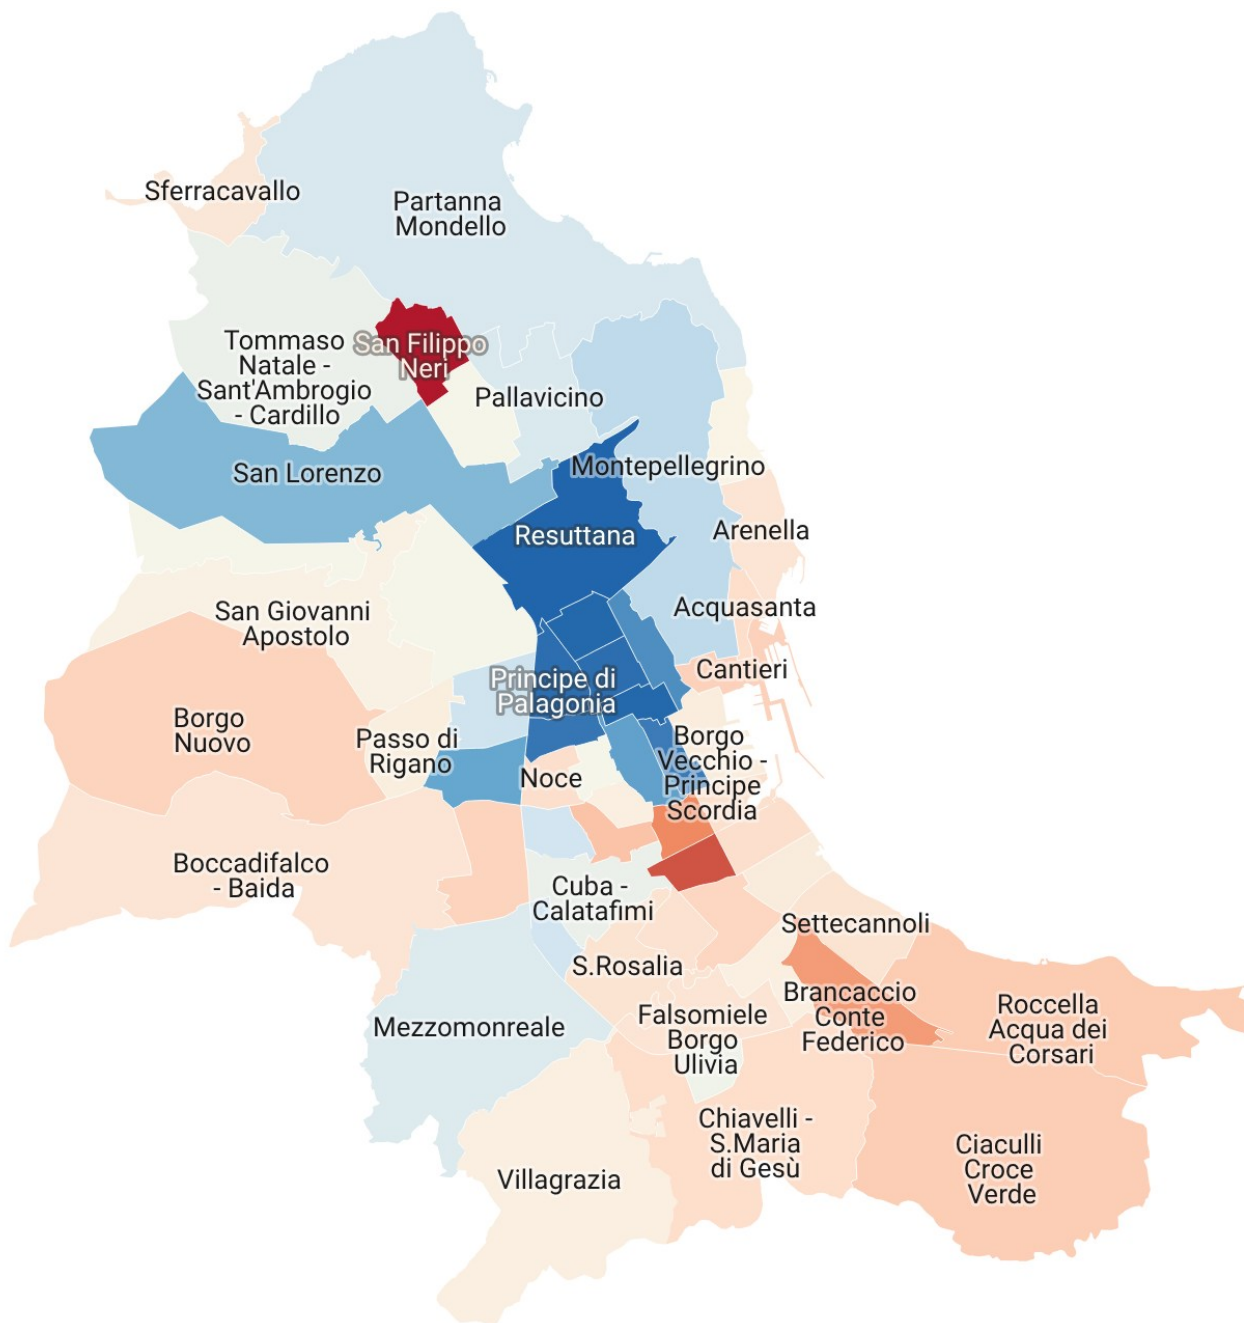 Sferracavallo
Partanna
Mondello
Tommaso
Natale -
Sant'Ambrogio
- Cardillo
San Filippo
Neri
Pallavicino
San Lorenzo
Montepellegrino
Resuttana
Arenella
San Giovanni
Apostolo
Acquasanta
Cantieri
Principe di
Palagonia
Borgo
Nuovo
Passo di
Rigano
Noce
Borgo
Vecchio -
Principe
Scordia
Boccadifalco
- Baida
Cuba -
Calatafimi
Settecannoli
S.Rosalia
Mezzomonreale
Falsomiele
Borgo
Ulivia
Brancaccio
Conte
Federico
Roccella
Acqua dei
Corsari
Chiavelli -
S.Maria
di Gesù
Ciaculli
Croce
Verde
Villagrazia